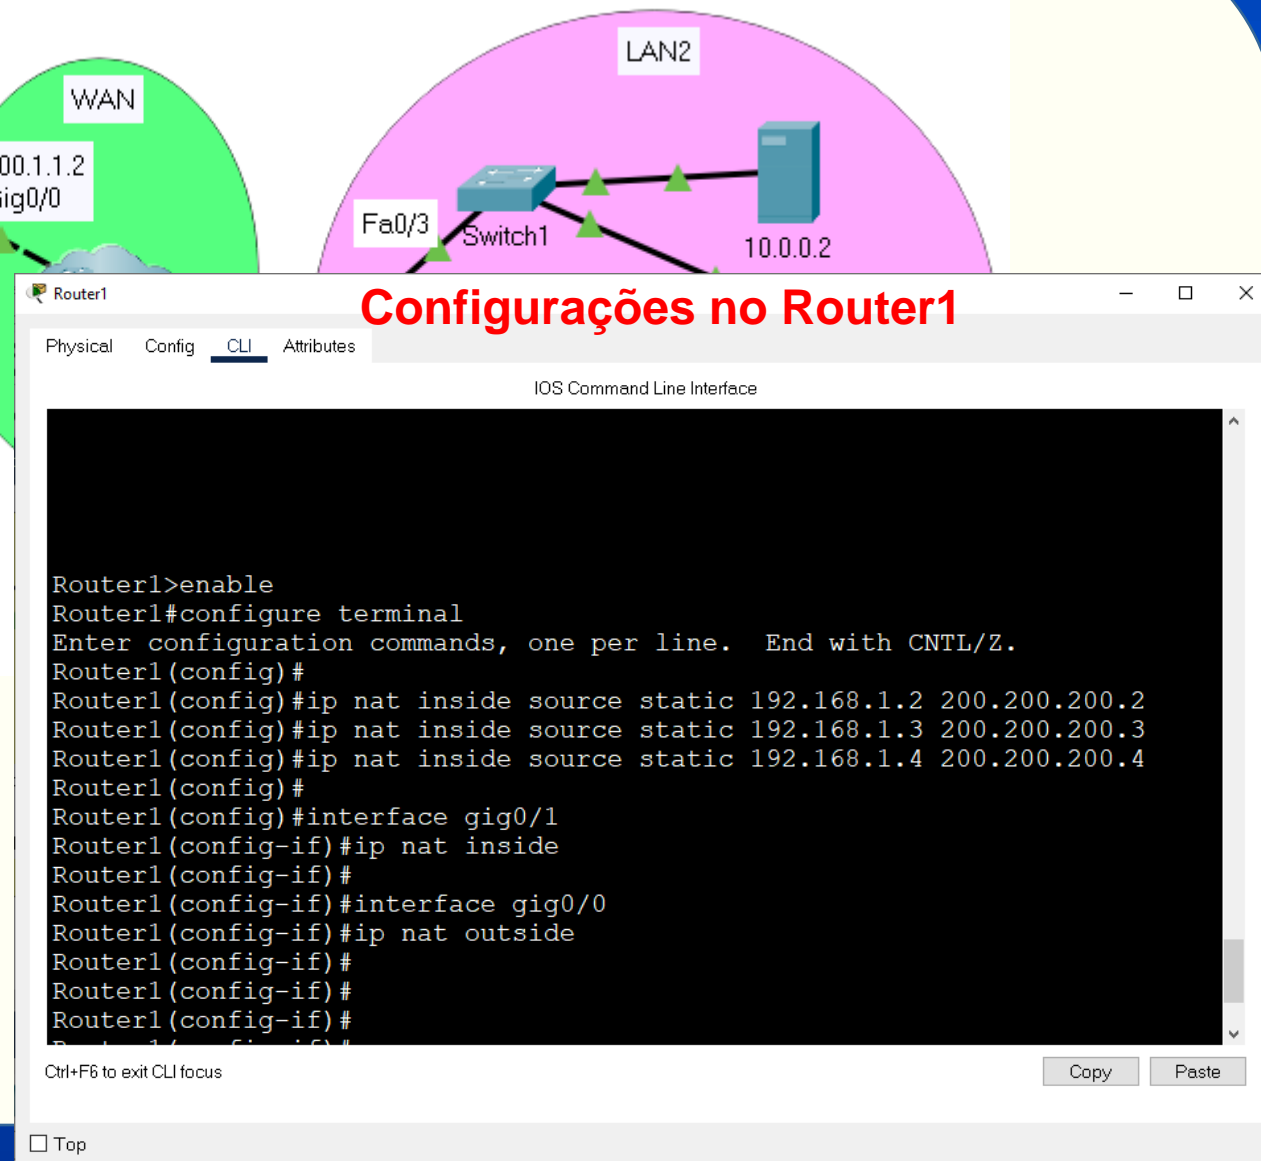 LAN2
WAN
00.1.1.2
ig0/0
Fa0/3
Switch1
10.0.0.2
Router1
Configurações no Router1
Physical Config CLI Attributes
IOS Command Line Interface
Router1>enable
Router1#configure terminal
Enter configuration commands, one per line.  End with CNTL/Z.
Router1(config)#
Router1(config)#ip nat inside source static 192.168.1.2 200.200.200.2
Router1(config)#ip nat inside source static 192.168.1.3 200.200.200.3
Router1(config)#ip nat inside source static 192.168.1.4 200.200.200.4
Router1(config)#
Router1(config)#interface gig0/1
Router1(config-if)#ip nat inside
Router1(config-if)#
Router1(config-if)#interface gig0/0
Router1(config-if)#ip nat outside
Router1(config-if)#
Router1(config-if)#
Router1(config-if)#
Ctrl+F6 to exit CLI focus
Copy
Paste
Top